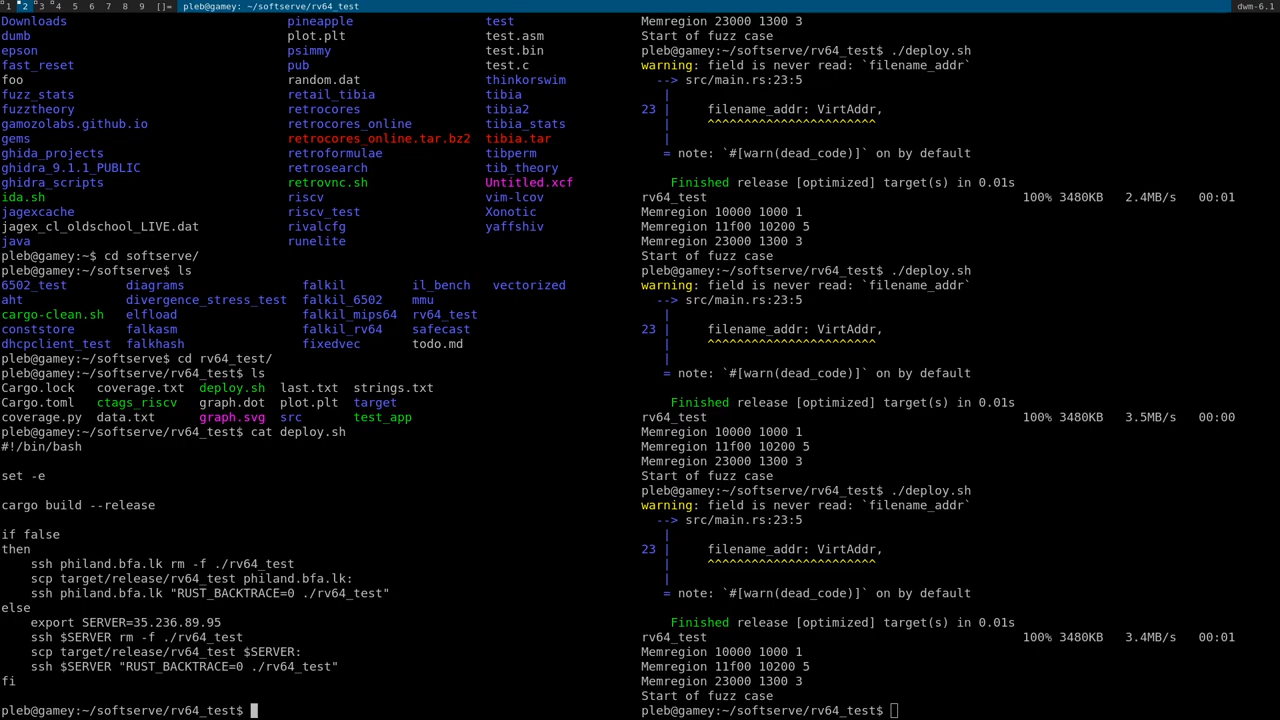 1 2 3 4 5 6 7 8 9 []= pleb@gamey: ~/softserve/rv64_test dwm-6.1
Downloads pineapple test
dumb plot.plt test.asm
epson psimmy test.bin
fast_reset pub test.c
foo random.dat thinkorswim
fuzz_stats retail_tibia tibia
fuzztheory retrocores tibia2
gamozolabs.github.io retrocores_online tibia_stats
gems retrocores_online.tar.bz2 tibia.tar
ghida_projects retroformulae tibperm
ghidra_9.1.1_PUBLIC retrosearch tib_theory
ghidra_scripts retrovnc.sh Untitled.xcf
ida.sh riscv vim-lcov
jagexcache riscv_test Xonotic
jagex_cl_oldschool_LIVE.dat rivalcfg yaffshiv
java runelite
pleb@gamey:~$ cd softserve/
pleb@gamey:~/softserve$ ls
6502_test diagrams falkil il_bench vectorized
aht divergence_stress_test falkil_6502 mmu
cargo-clean.sh elfload falkil_mips64 rv64_test
conststore falkasm falkil_rv64 safecast
dhcpclient_test falkhash fixedvec todo.md
pleb@gamey:~/softserve$ cd rv64_test/
pleb@gamey:~/softserve/rv64_test$ ls
Cargo.lock coverage.txt deploy.sh last.txt strings.txt
Cargo.toml ctags_riscv graph.dot plot.plt target
coverage.py data.txt graph.svg src test_app
pleb@gamey:~/softserve/rv64_test$ cat deploy.sh
#!/bin/bash
set -e
cargo build --release
if false
then
ssh philand.bfa.lk rm -f ./rv64_test
scp target/release/rv64_test philand.bfa.lk:
ssh philand.bfa.lk "RUST_BACKTRACE=0 ./rv64_test"
else
export SERVER=35.236.89.95
ssh $SERVER rm -f ./rv64_test
scp target/release/rv64_test $SERVER:
ssh $SERVER "RUST_BACKTRACE=0 ./rv64_test"
fi
pleb@gamey:~/softserve/rv64_test$
Memregion 23000 1300 3
Start of fuzz case
pleb@gamey:~/softserve/rv64_test$ ./deploy.sh
warning: field is never read: `filename_addr`
--> src/main.rs:23:5
|
23 | filename_addr: VirtAddr,
| ^^^^^^^^^^^^^^^^^^^^^^^
|
= note: `#[warn(dead_code)]` on by default
Finished release [optimized] target(s) in 0.01s
rv64_test 100% 3480KB 2.4MB/s 00:01
Memregion 10000 1000 1
Memregion 11f00 10200 5
Memregion 23000 1300 3
Start of fuzz case
pleb@gamey:~/softserve/rv64_test$ ./deploy.sh
warning: field is never read: `filename_addr`
--> src/main.rs:23:5
|
23 | filename_addr: VirtAddr,
| ^^^^^^^^^^^^^^^^^^^^^^^
|
= note: `#[warn(dead_code)]` on by default
Finished release [optimized] target(s) in 0.01s
rv64_test 100% 3480KB 3.5MB/s 00:00
Memregion 10000 1000 1
Memregion 11f00 10200 5
Memregion 23000 1300 3
Start of fuzz case
pleb@gamey:~/softserve/rv64_test$ ./deploy.sh
warning: field is never read: `filename_addr`
--> src/main.rs:23:5
|
23 | filename_addr: VirtAddr,
| ^^^^^^^^^^^^^^^^^^^^^^^
|
= note: `#[warn(dead_code)]` on by default
Finished release [optimized] target(s) in 0.01s
rv64_test 100% 3480KB 3.4MB/s 00:01
Memregion 10000 1000 1
Memregion 11f00 10200 5
Memregion 23000 1300 3
Start of fuzz case
pleb@gamey:~/softserve/rv64_test$